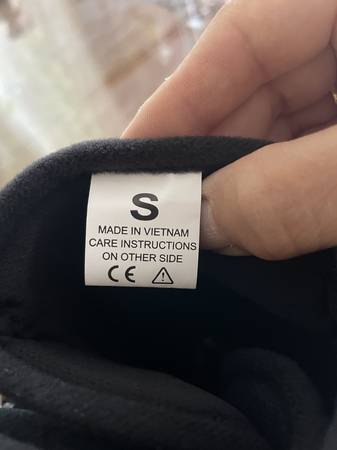 S
MADE IN VIETNAM
CARE INSTRUCTIONS
ON OTHER SIDE
CE